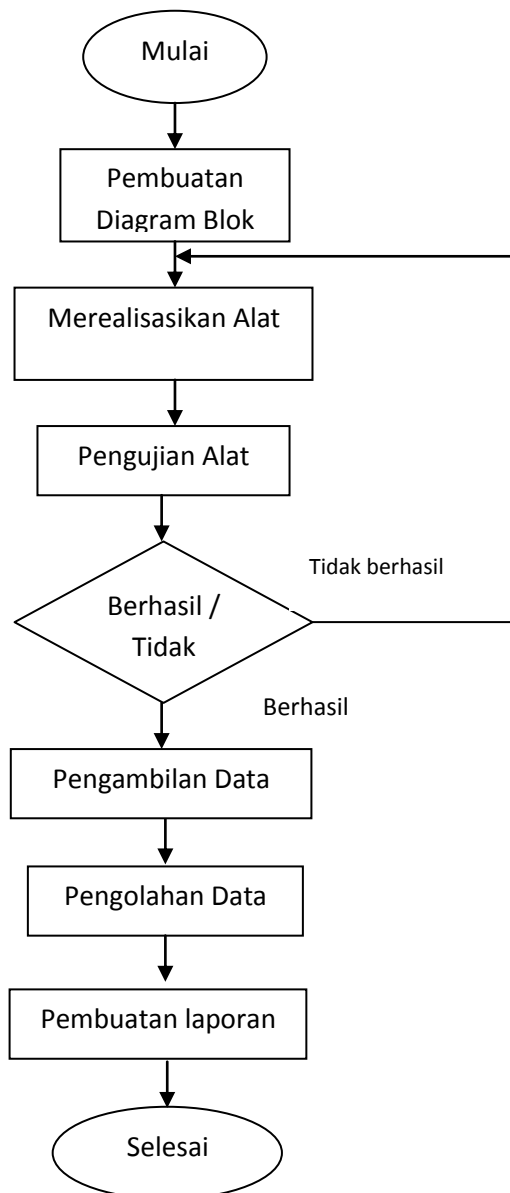 Mulai
Pembuatan
Diagram Blok
Merealisasikan Alat
Pengujian Alat
Tidak berhasil
Berhasil /
Tidak
Berhasil
Pengambilan Data
Pengolahan Data
Pembuatan laporan
Selesai